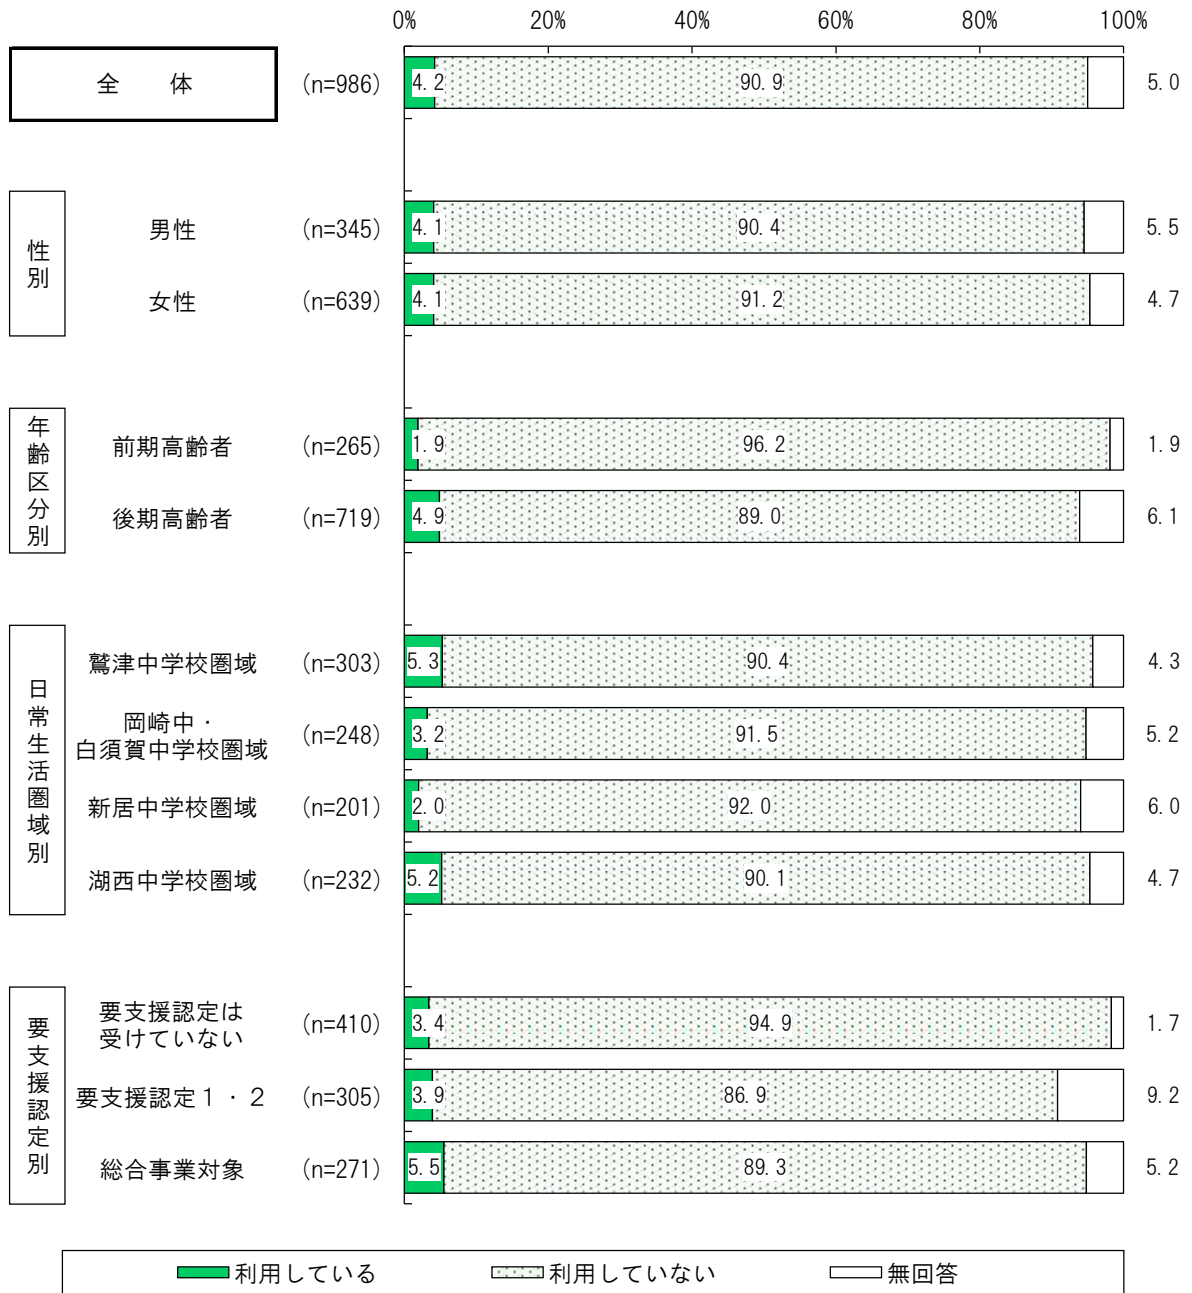 0% 20% 40% 60% 80% 100%
全 体 (n=986) 4.2 90.9 5.0
性別
男性 (n=345) 4.1 90.4 5.5
女性 (n=639) 4.1 91.2 4.7
年齢区分別
前期高齢者 (n=265) 1.9 96.2 1.9
後期高齢者 (n=719) 4.9 89.0 6.1
日常生活圏域別
鷲津中学校圏域 (n=303) 5.3 90.4 4.3
岡崎中・
白須賀中学校圏域 (n=248) 3.2 91.5 5.2
新居中学校圏域 (n=201) 2.0 92.0 6.0
湖西中学校圏域 (n=232) 5.2 90.1 4.7
要支援認定別
要支援認定は
受けていない (n=410) 3.4 94.9 1.7
要支援認定１・２ (n=305) 3.9 86.9 9.2
総合事業対象 (n=271) 5.5 89.3 5.2
利用している 利用していない 無回答